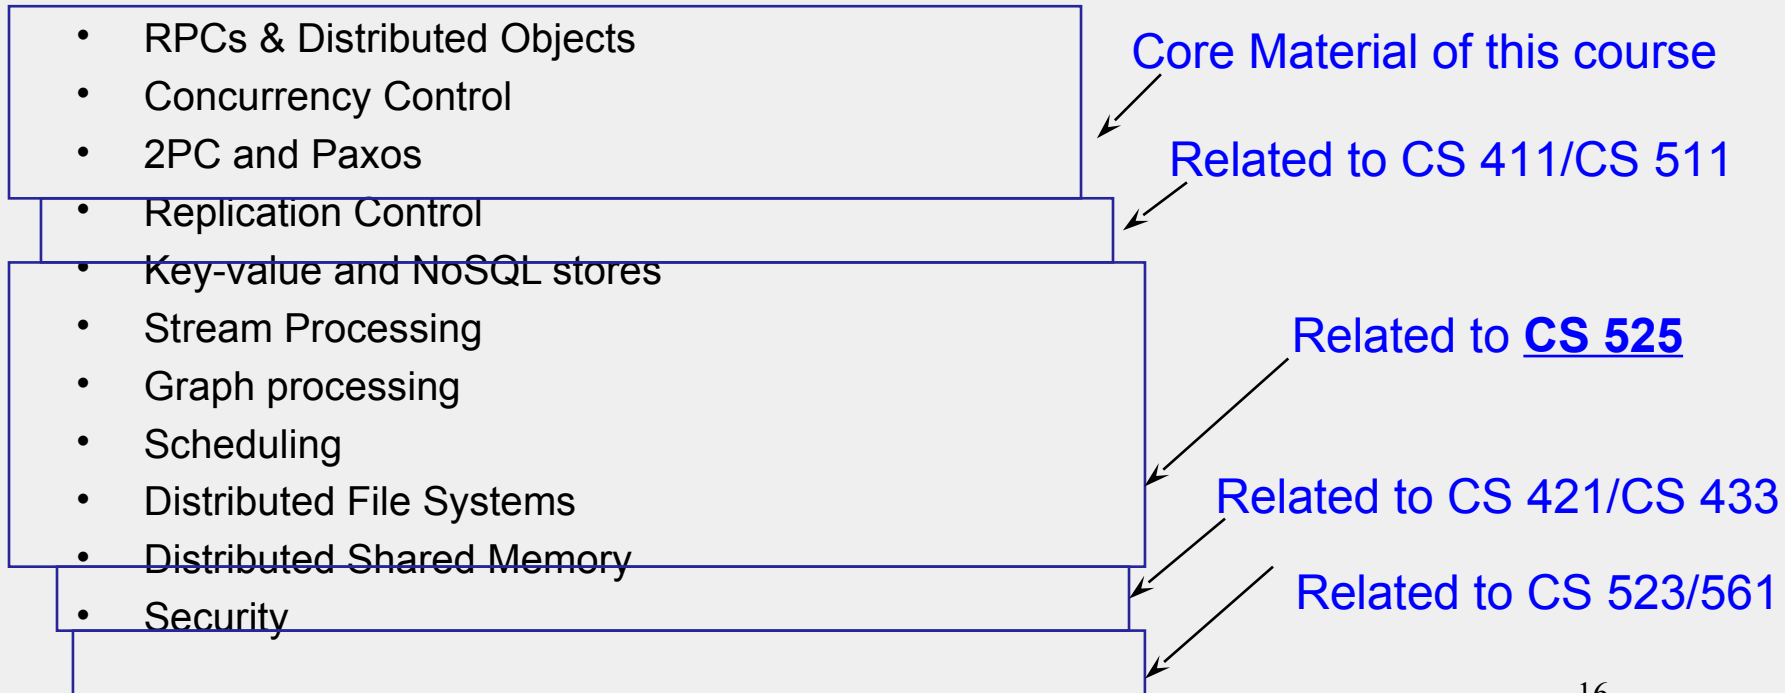 • RPCs & Distributed Objects
• Concurrency Control
• 2PC and Paxos
• Replication Control
• Key-value and NoSQL stores
• Stream Processing
• Graph processing
• Scheduling
• Distributed File Systems
• Distributed Shared Memory
• Security
Core Material of this course
Related to CS 411/CS 511
Related to CS 525
Related to CS 421/CS 433
Related to CS 523/561
16